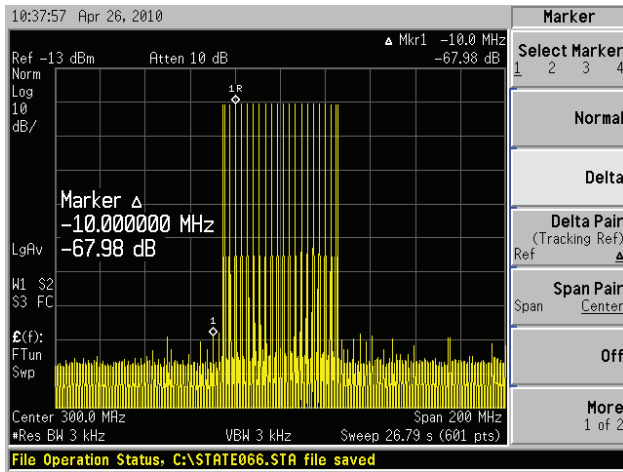 10:37:57 Apr 26, 2010
Marker
Δ Mkr1 -10.0 MHz
Ref -13 dBm Atten 10 dB -67.98 dB
Norm
Log
10
dB/
1R
Marker Δ
-10.000000 MHz
-67.98 dB
LgAv
W1 S2
S3 FC
1
£(f):
FTun
Swp
Center 300.0 MHz Span 200 MHz
#Res BW 3 kHz VBW 3 kHz Sweep 26.79 s (601 pts)
File Operation Status, C:\STATE066.STA file saved
Select Marker
1 2 3 4
Normal
Delta
Delta Pair
(Tracking Ref)
Ref Δ
Span Pair
Span Center
Off
More
1 of 2